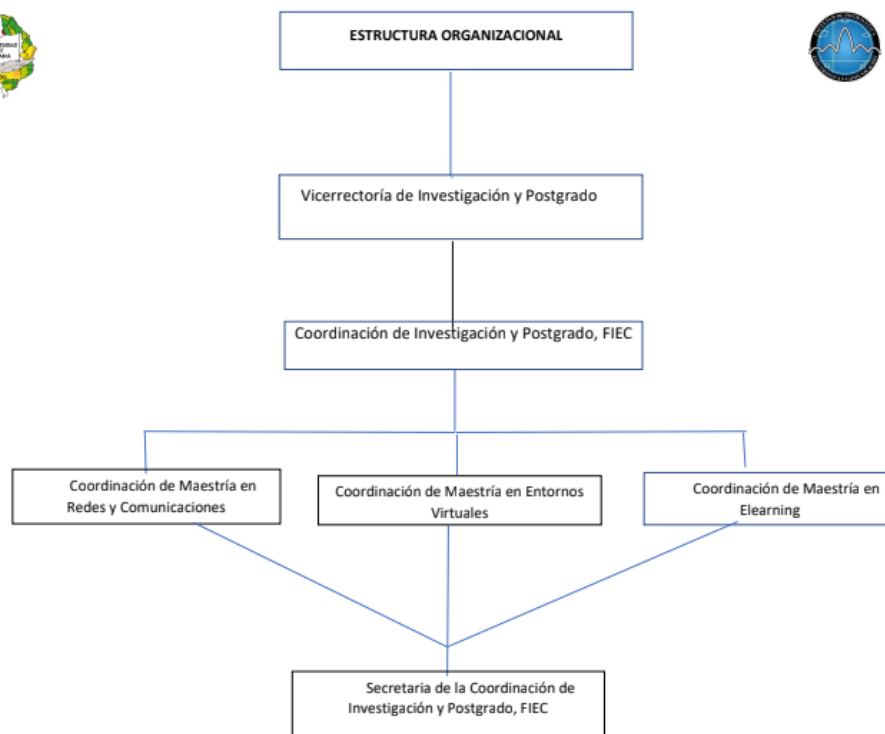 ESTRUCTURA ORGANIZACIONAL
Vicerrectoría de Investigación y Postgrado
Coordinación de Investigación y Postgrado, FIEC
Coordinación de Maestría en
Redes y Comunicaciones
Coordinación de Maestría en Entornos
Virtuales
Coordinación de Maestría en
Elearning
Secretaria de la Coordinación de
Investigación y Postgrado, FIEC